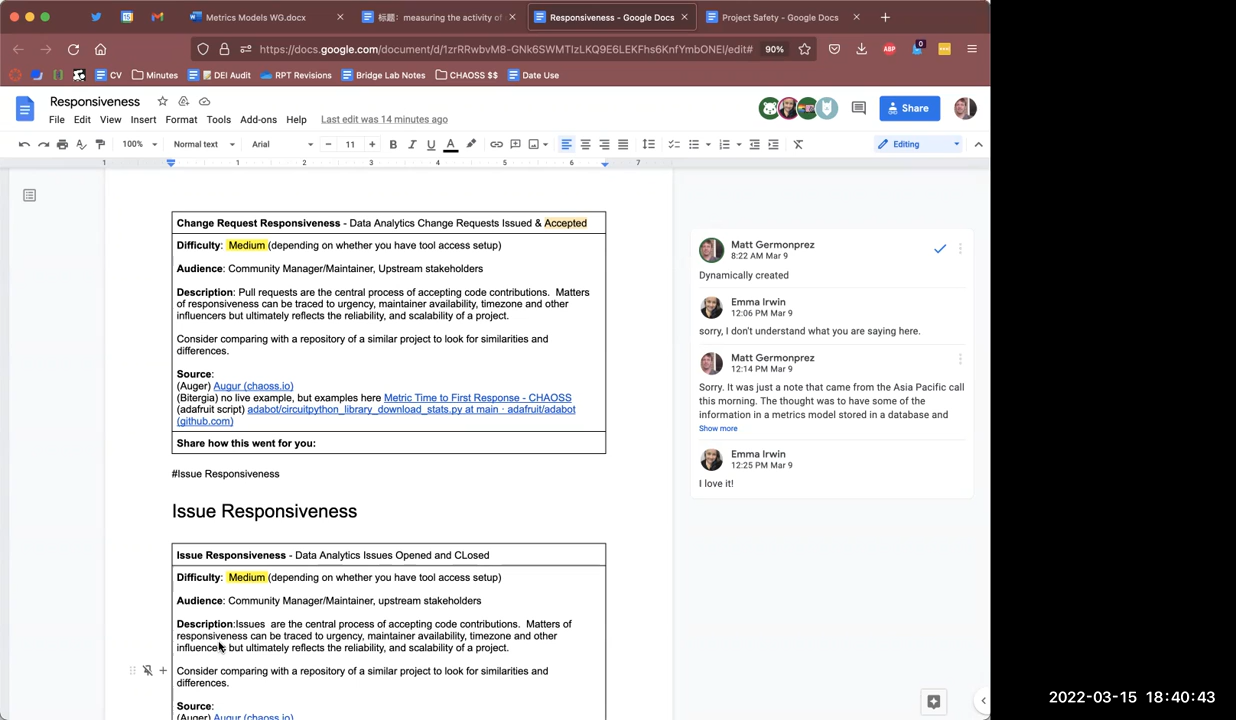 Metrics Models WG.docx
标题：measuring the activity of
Responsiveness - Google Docs
Project Safety - Google Docs
https://docs.google.com/document/d/1zrRRwbvM8-GNk6SWMTIzLKQ9E6LEKFhs6KnfYmbONEI/edit#
90%
ABP
0
CV
Minutes
DEI Audit
RPT Revisions
Bridge Lab Notes
CHAOSS $$
Date Use
Responsiveness
File Edit View Insert Format Tools Add-ons Help Last edit was 14 minutes ago
Share
100% Normal text Arial 11 B I U A Editing
1 1 2 3 4 5 6 7
Change Request Responsiveness - Data Analytics Change Requests Issued & Accepted
Difficulty: Medium (depending on whether you have tool access setup)
Audience: Community Manager/Maintainer, Upstream stakeholders
Description: Pull requests are the central process of accepting code contributions. Matters
of responsiveness can be traced to urgency, maintainer availability, timezone and other
influencers but ultimately reflects the reliability, and scalability of a project.
Consider comparing with a repository of a similar project to look for similarities and
differences.
Source:
(Auger) Augur (chaoss.io)
(Bitergia) no live example, but examples here Metric Time to First Response - CHAOSS
(adafruit script) adabot/circuitpython_library_download_stats.py at main · adafruit/adabot
(github.com)
Share how this went for you:
#Issue Responsiveness
Issue Responsiveness
Issue Responsiveness - Data Analytics Issues Opened and CLosed
Difficulty: Medium (depending on whether you have tool access setup)
Audience: Community Manager/Maintainer, upstream stakeholders
Description:Issues are the central process of accepting code contributions. Matters of
responsiveness can be traced to urgency, maintainer availability, timezone and other
influencers but ultimately reflects the reliability, and scalability of a project.
Consider comparing with a repository of a similar project to look for similarities and
differences.
Source:
(Auger) Augur (chaoss.io)
Matt Germonprez
8:22 AM Mar 9
Dynamically created
Emma Irwin
12:06 PM Mar 9
sorry, I don't understand what you are saying here.
Matt Germonprez
12:14 PM Mar 9
Sorry. It was just a note that came from the Asia Pacific call
this morning. The thought was to have some of the
information in a metrics model stored in a database and
Show more
Emma Irwin
12:25 PM Mar 9
I love it!
2022-03-15 18:40:43